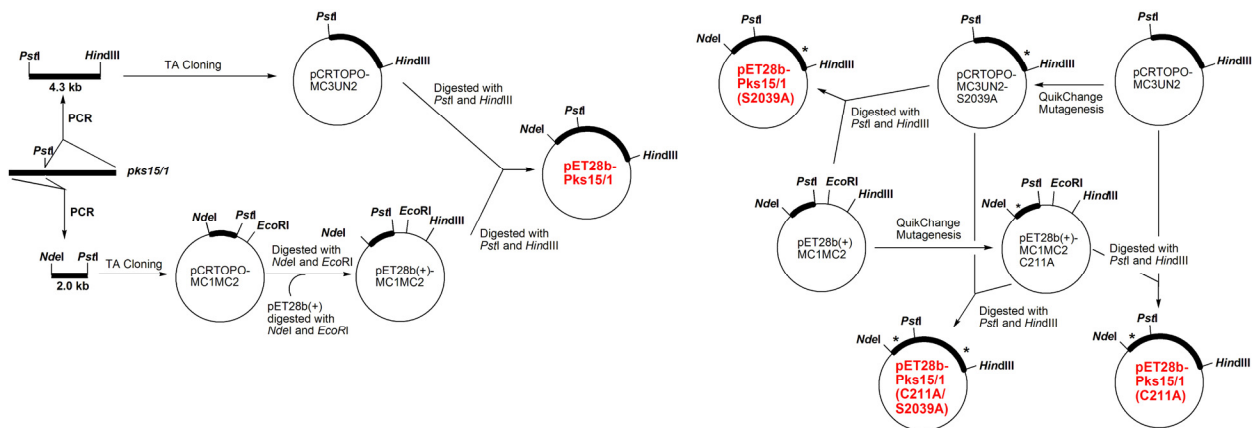 PstI
HindIII
4.3 kb
TA Cloning
PstI
HindIII
pCRTOPO-
MC3UN2
Digested with
PstI and HindIII
PCR
PstI
pks15/1
PCR
NdeI
PstI
2.0 kb
TA Cloning
NdeI
PstI
EcoRI
pCRTOPO-
MC1MC2
Digested with
NdeI and EcoRI
pET28b(+)
digested with
NdeI and EcoRI
NdeI
PstI
EcoRI
HindIII
pET28b(+)-
MC1MC2
Digested with
PstI and HindIII
NdeI
PstI
HindIII
pET28b-
Pks15/1
NdeI
PstI
*
HindIII
pET28b-
Pks15/1
(S2039A)
Digested with
PstI and HindIII
PstI
*
HindIII
pCRTOPO-
MC3UN2-
S2039A
QuikChange
Mutagenesis
PstI
HindIII
pCRTOPO-
MC3UN2
NdeI
PstI
EcoRI
HindIII
pET28b(+)
MC1MC2
QuikChange
Mutagenesis
NdeI
*
PstI
EcoRI
HindIII
pET28b(+)-
MC1MC2
C211A
Digested with
PstI and HindIII
Digested with
PstI and HindIII
NdeI
*
PstI
*
HindIII
pET28b-
Pks15/1
(C211A/
S2039A)
NdeI
*
PstI
HindIII
pET28b-
Pks15/1
(C211A)